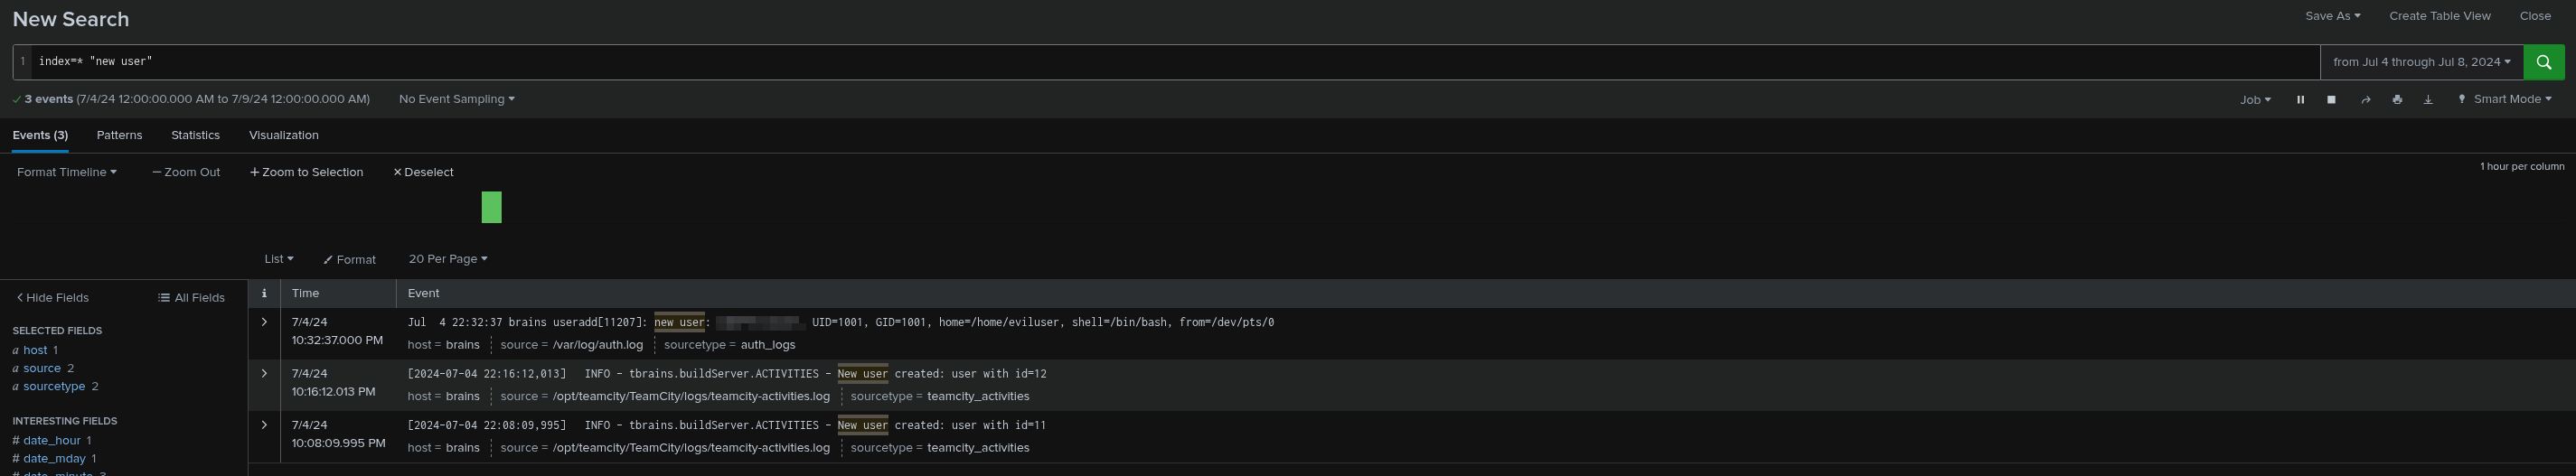 New Search
Save As Create Table View Close
1 index=* "new user" from Jul 4 through Jul 8, 2024
✓ 3 events (7/4/24 12:00:00.000 AM to 7/9/24 12:00:00.000 AM) No Event Sampling Job Smart Mode
Events (3) Patterns Statistics Visualization
Format Timeline — Zoom Out + Zoom to Selection × Deselect 1 hour per column
List Format 20 Per Page
< Hide Fields All Fields
i Time Event
SELECTED FIELDS
a host 1
a source 2
a sourcetype 2
INTERESTING FIELDS
# date_hour 1
# date_mday 1
# date_minute 3
> 7/4/24 Jul 4 22:32:37 brains useradd[11207]: new user: UID=1001, GID=1001, home=/home/eviluser, shell=/bin/bash, from=/dev/pts/0
10:32:37.000 PM host = brains source = /var/log/auth.log sourcetype = auth_logs
> 7/4/24 [2024-07-04 22:16:12,013] INFO - tbrains.buildServer.ACTIVITIES - New user created: user with id=12
10:16:12.013 PM host = brains source = /opt/teamcity/TeamCity/logs/teamcity-activities.log sourcetype = teamcity_activities
> 7/4/24 [2024-07-04 22:08:09,995] INFO - tbrains.buildServer.ACTIVITIES - New user created: user with id=11
10:08:09.995 PM host = brains source = /opt/teamcity/TeamCity/logs/teamcity-activities.log sourcetype = teamcity_activities